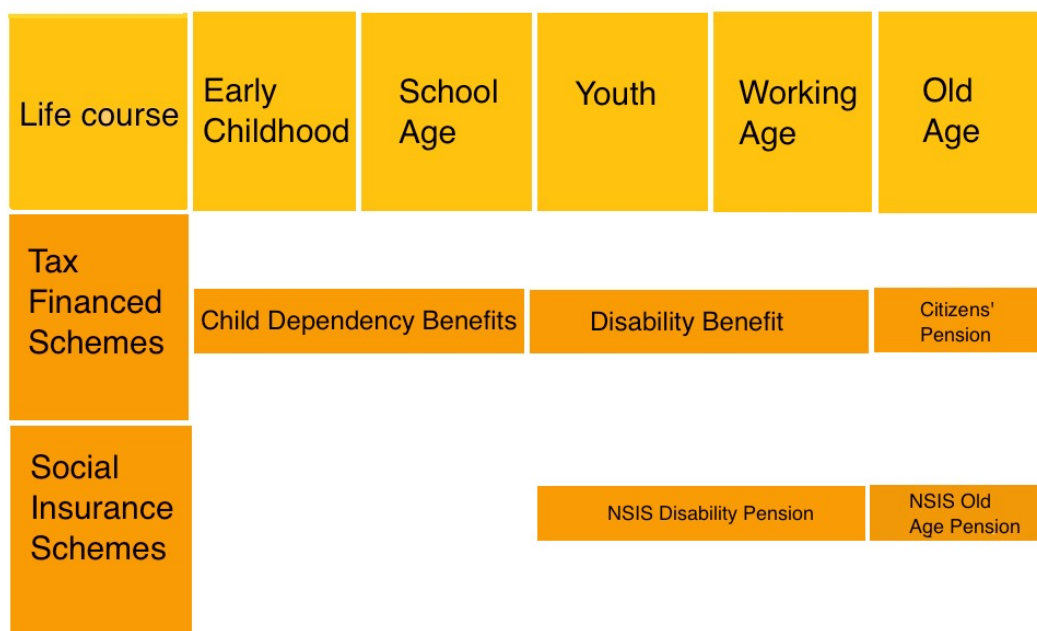 Life course
Early
Childhood
School
Age
Youth
Working
Age
Old
Age
Tax
Financed
Schemes
Child Dependency Benefits
Disability Benefit
Citizens'
Pension
Social
Insurance
Schemes
NSIS Disability Pension
NSIS Old
Age Pension